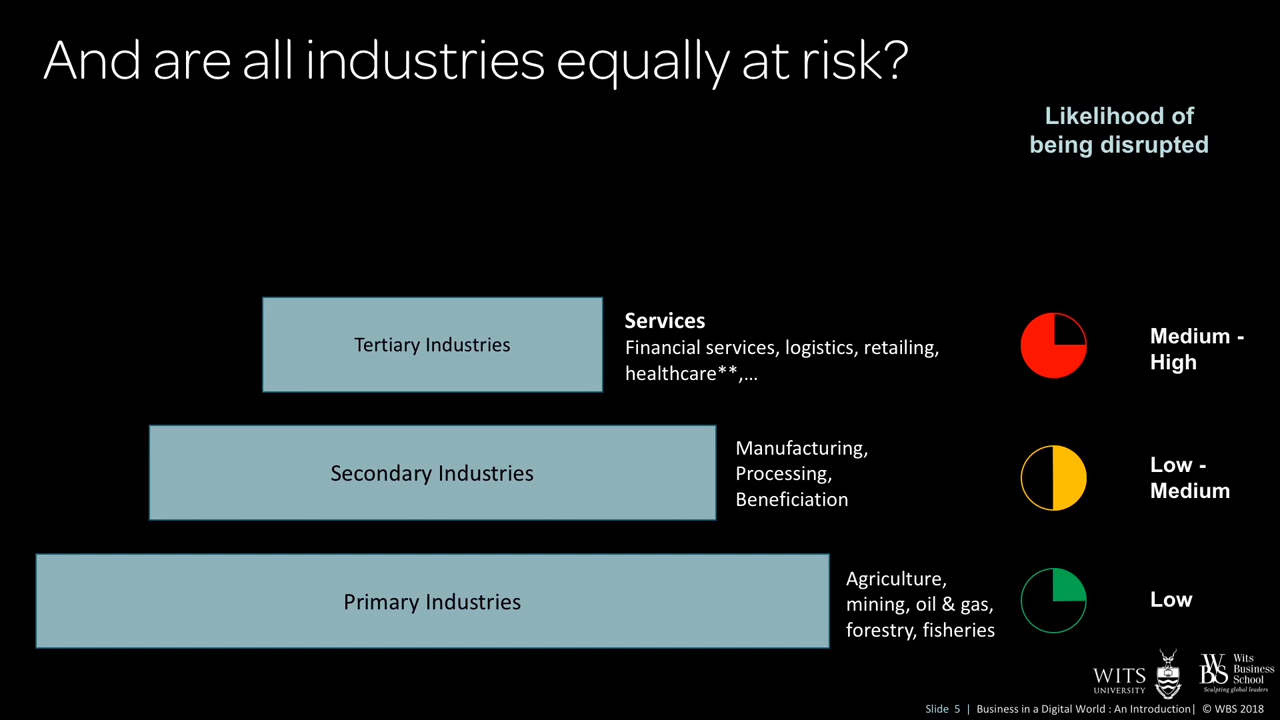 And are all industries equally at risk?
Likelihood of
being disrupted
Tertiary Industries
Services
Financial services, logistics, retailing,
healthcare**,...
Medium -
High
Secondary Industries
Manufacturing,
Processing,
Beneficiation
Low -
Medium
Primary Industries
Agriculture,
mining, oil & gas,
forestry, fisheries
Low
WITS
UNIVERSITY
WBS
Wits
Business
School
Sculpting global leaders
Slide 5 | Business in a Digital World : An Introduction| © WBS 2018